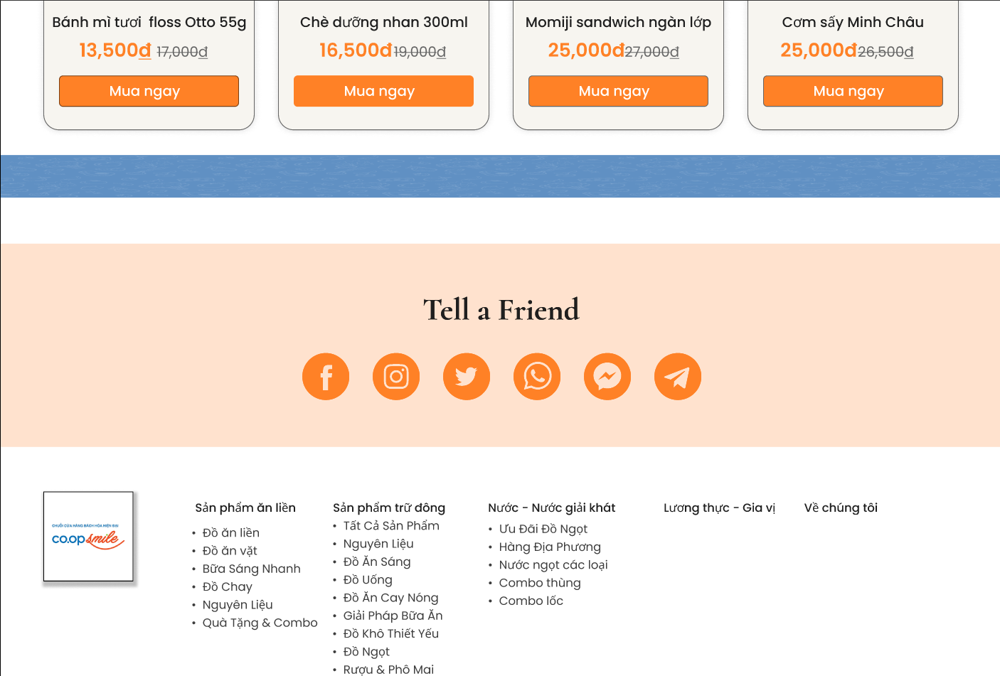 Bánh mì tươi floss Otto 55g
13,500đ 17,000đ
Mua ngay
Chè dưỡng nhan 300ml
16,500đ 19,000đ
Mua ngay
Momiji sandwich ngàn lớp
25,000đ 27,000đ
Mua ngay
Cơm sấy Minh Châu
25,000đ 26,500đ
Mua ngay
Tell a Friend
CHUỖI CỬA HÀNG BÁCH HÓA HIỆN ĐẠI
co.op smile
Sản phẩm ăn liền
• Đồ ăn liền
• Đồ ăn vặt
• Bữa Sáng Nhanh
• Đồ Chay
• Nguyên Liệu
• Quà Tặng & Combo
Sản phẩm trữ đông
• Tất Cả Sản Phẩm
• Nguyên Liệu
• Đồ Ăn Sáng
• Đồ Uống
• Đồ Ăn Cay Nóng
• Giải Pháp Bữa Ăn
• Đồ Khô Thiết Yếu
• Đồ Ngọt
• Rượu & Phô Mai
Nước - Nước giải khát
• Ưu Đãi Đồ Ngọt
• Hàng Địa Phương
• Nước ngọt các loại
• Combo thùng
• Combo lốc
Lương thực - Gia vị
Về chúng tôi